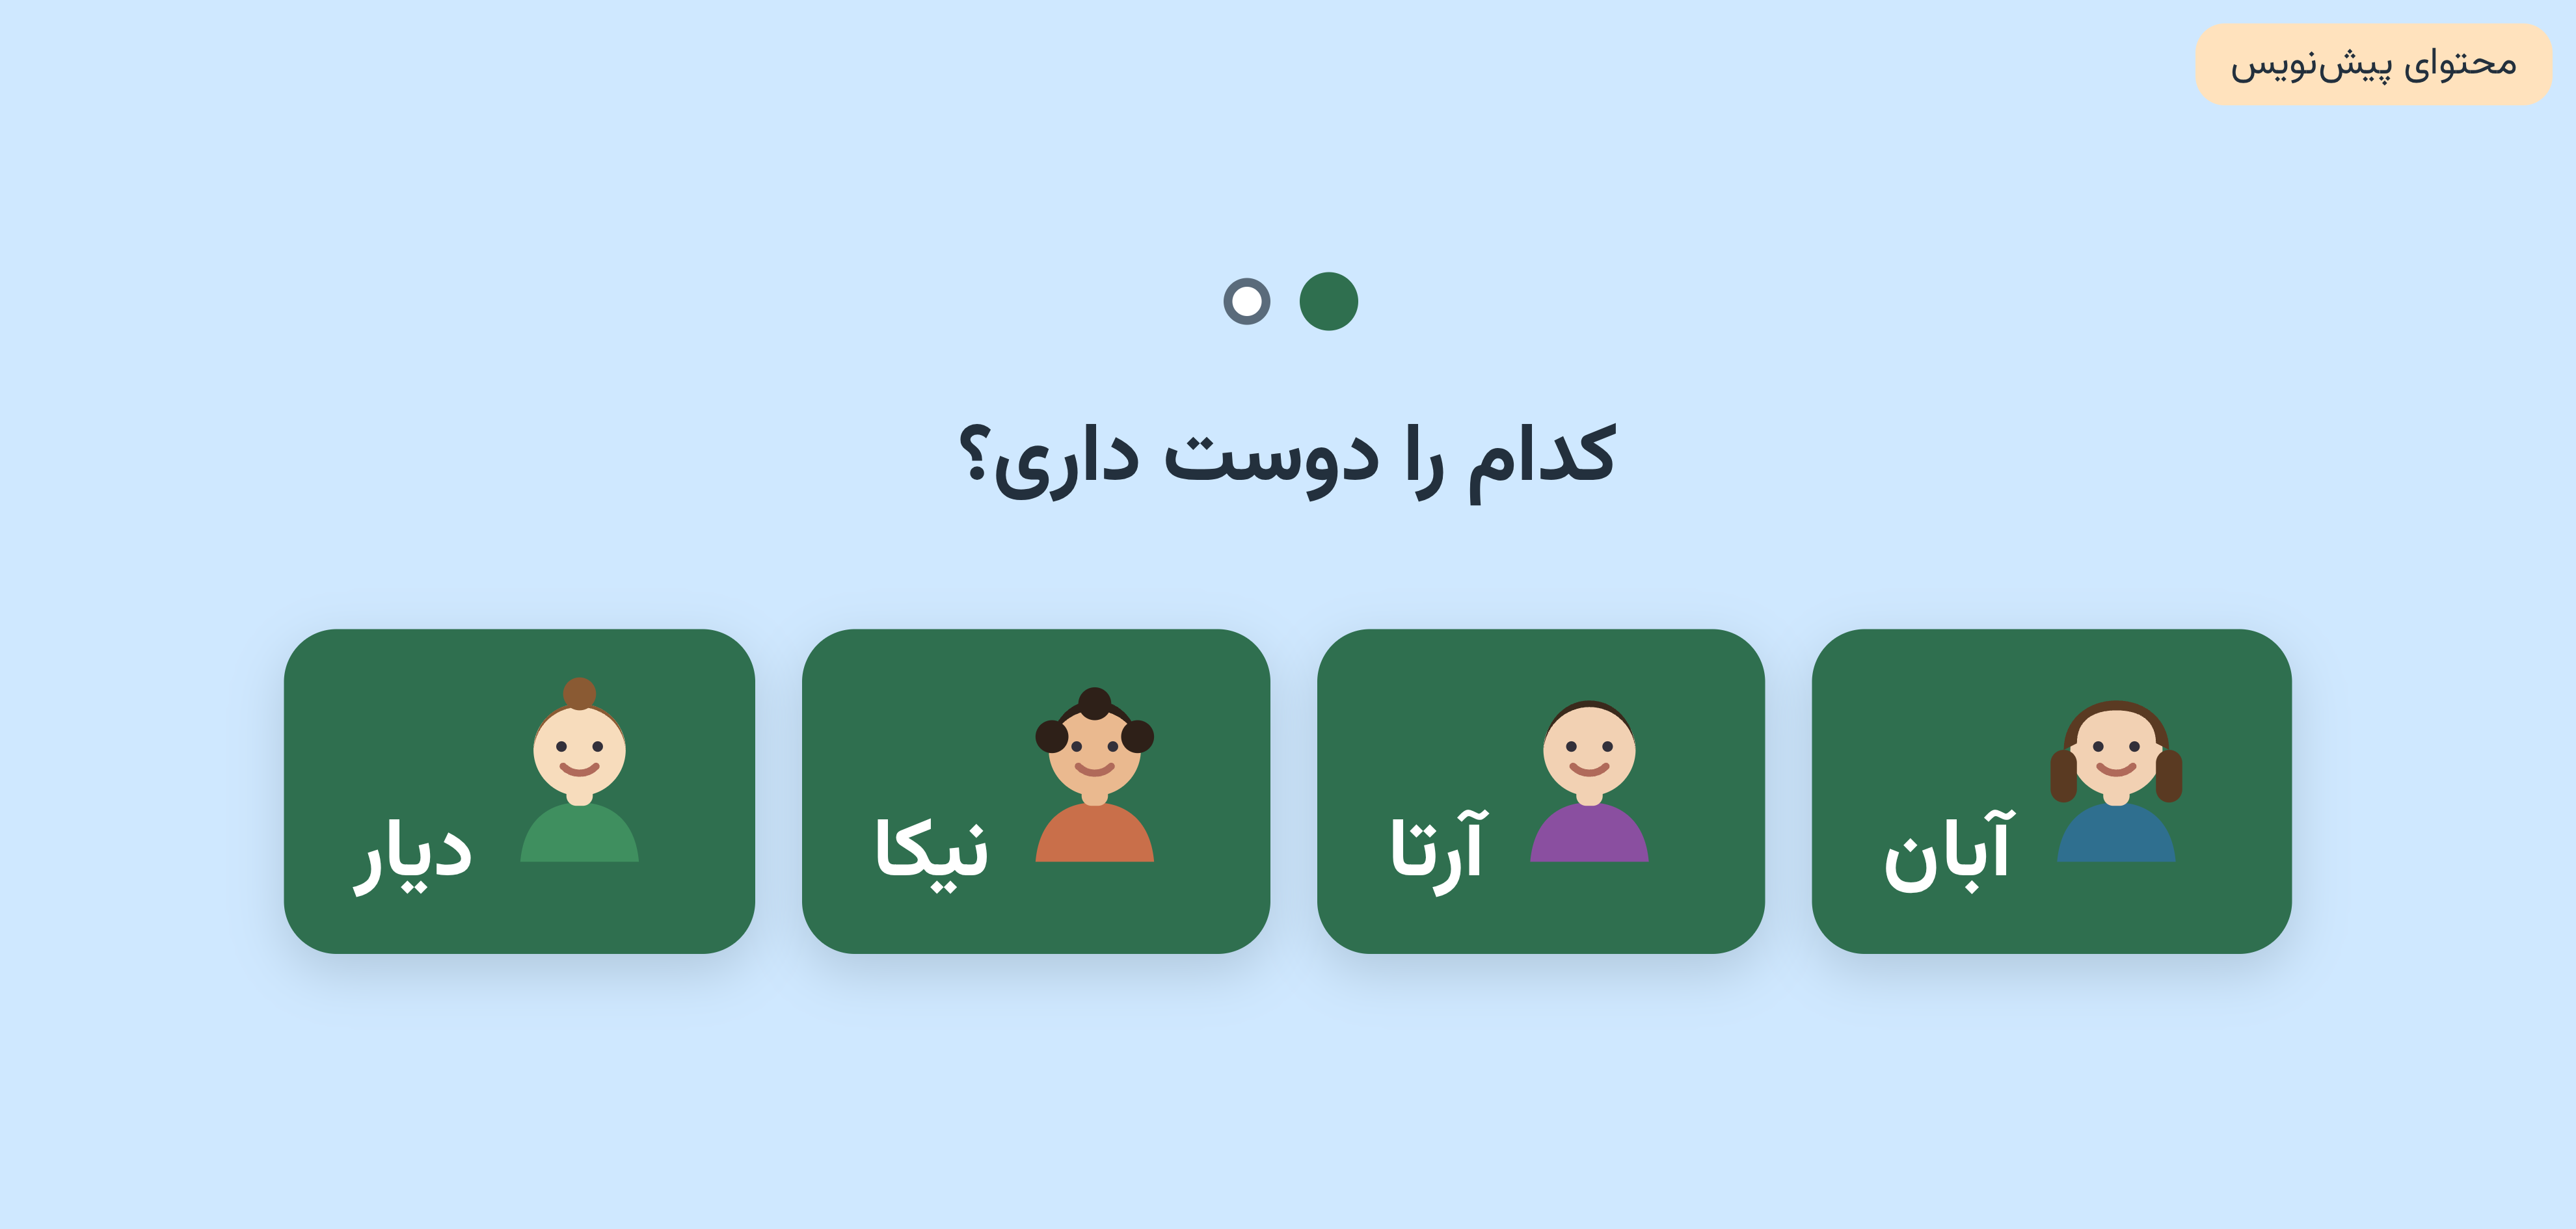 محتوای پیش‌نویس
کدام را دوست داری؟
آبان
آرتا
نیکا
دیار